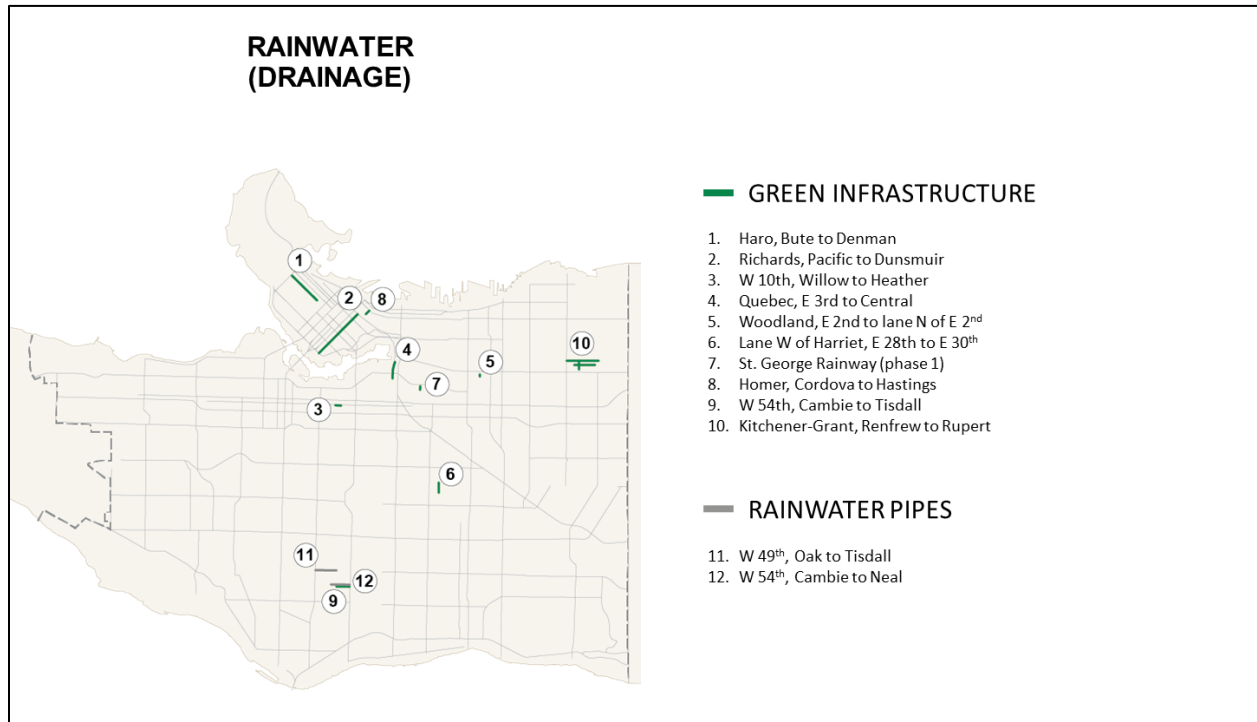 RAINWATER
(DRAINAGE)
1
2
8
10
4
5
7
3
6
11
12
9
GREEN INFRASTRUCTURE
1. Haro, Bute to Denman
2. Richards, Pacific to Dunsmuir
3. W 10th, Willow to Heather
4. Quebec, E 3rd to Central
5. Woodland, E 2nd to lane N of E 2nd
6. Lane W of Harriet, E 28th to E 30th
7. St. George Rainway (phase 1)
8. Homer, Cordova to Hastings
9. W 54th, Cambie to Tisdall
10. Kitchener-Grant, Renfrew to Rupert
RAINWATER PIPES
11. W 49th, Oak to Tisdall
12. W 54th, Cambie to Neal